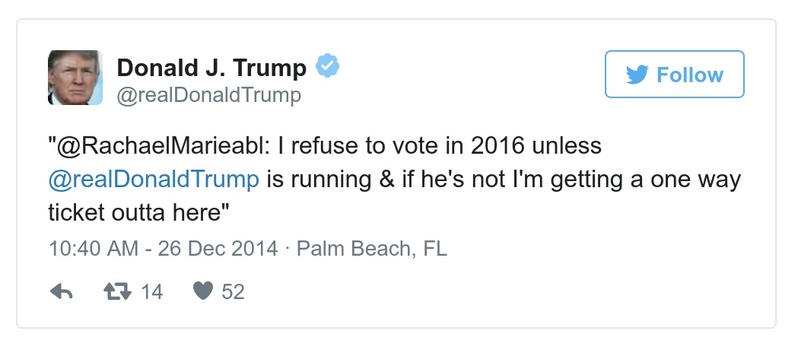 Donald J. Trump
@realDonaldTrump
Follow
"@RachaelMarieabl: I refuse to vote in 2016 unless
@realDonaldTrump is running & if he's not I'm getting a one way
ticket outta here"
10:40 AM - 26 Dec 2014 · Palm Beach, FL
14 52